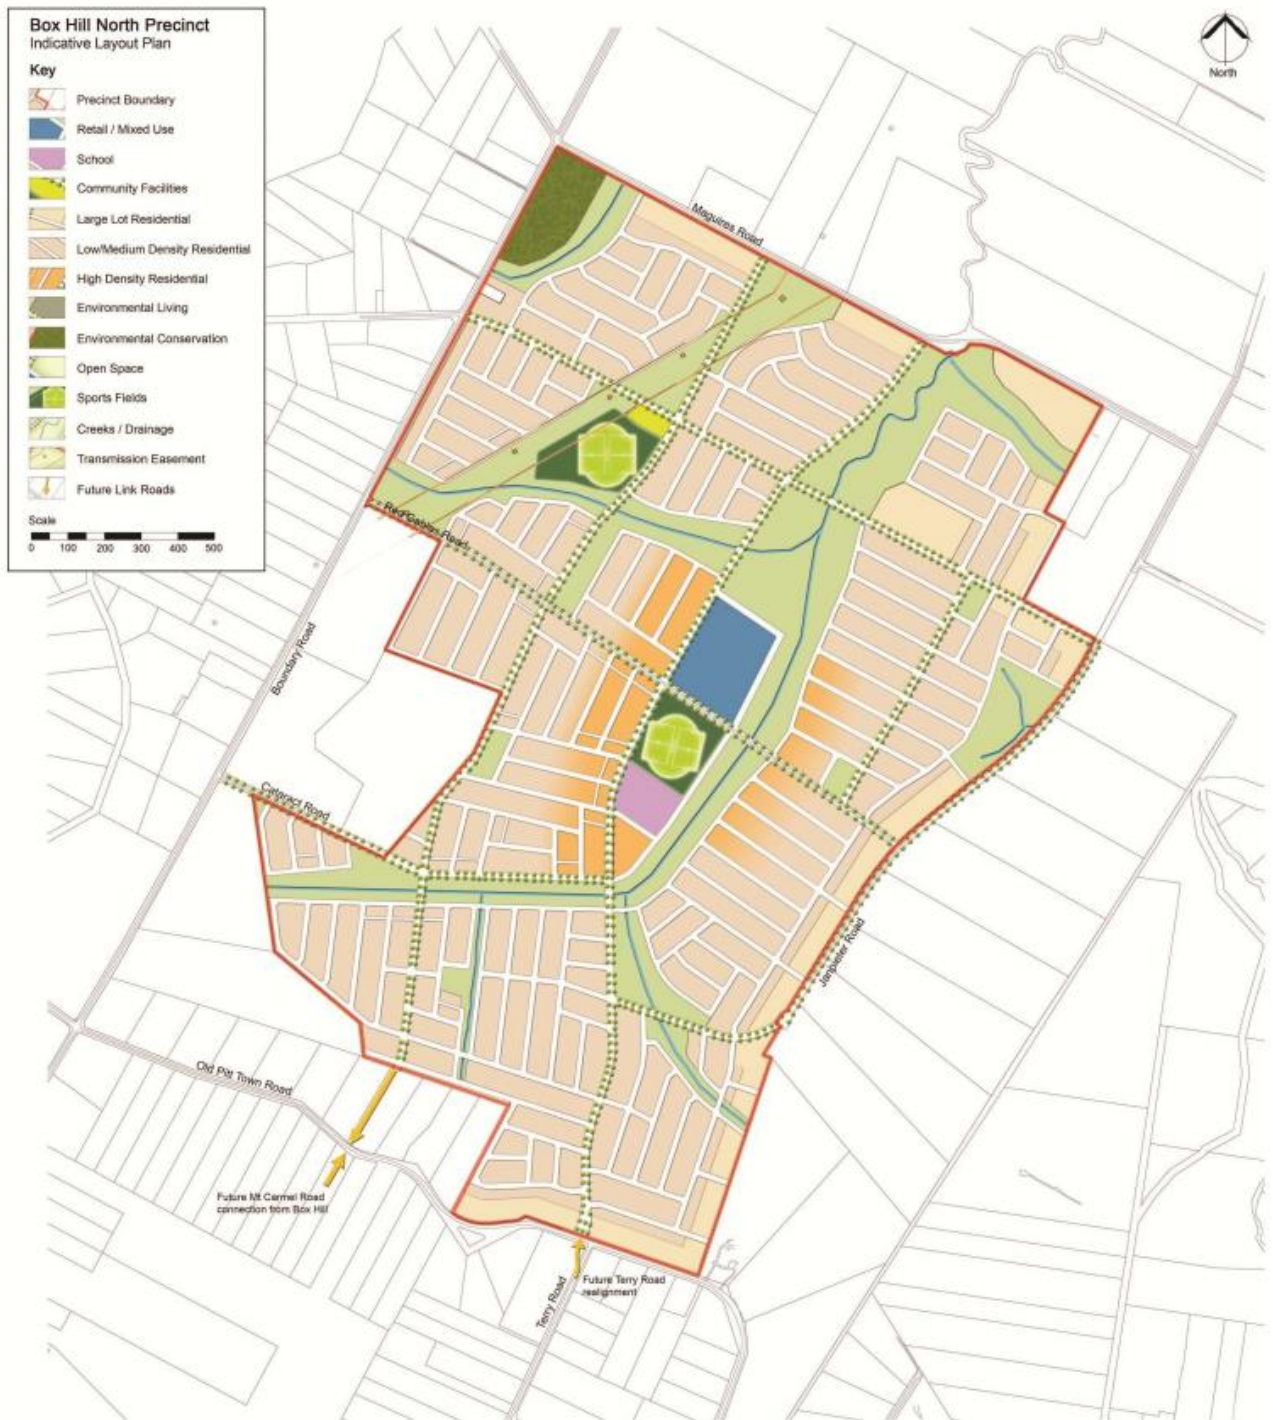 Box Hill North Precinct
Indicative Layout Plan
Key
Precinct Boundary
Retail / Mixed Use
School
Community Facilities
Large Lot Residential
Low/Medium Density Residential
High Density Residential
Environmental Living
Environmental Conservation
Open Space
Sports Fields
Creeks / Drainage
Transmission Easement
Future Link Roads
Scale
0 100 200 300 400 500
North
Maguires Road
Road
Boundary Road
Cataract Road
Janpieter Road
Old Pitt Town Road
Future Mt Carmel Road
connection from Box Hill
Future Terry Road
realignment
Terry Road